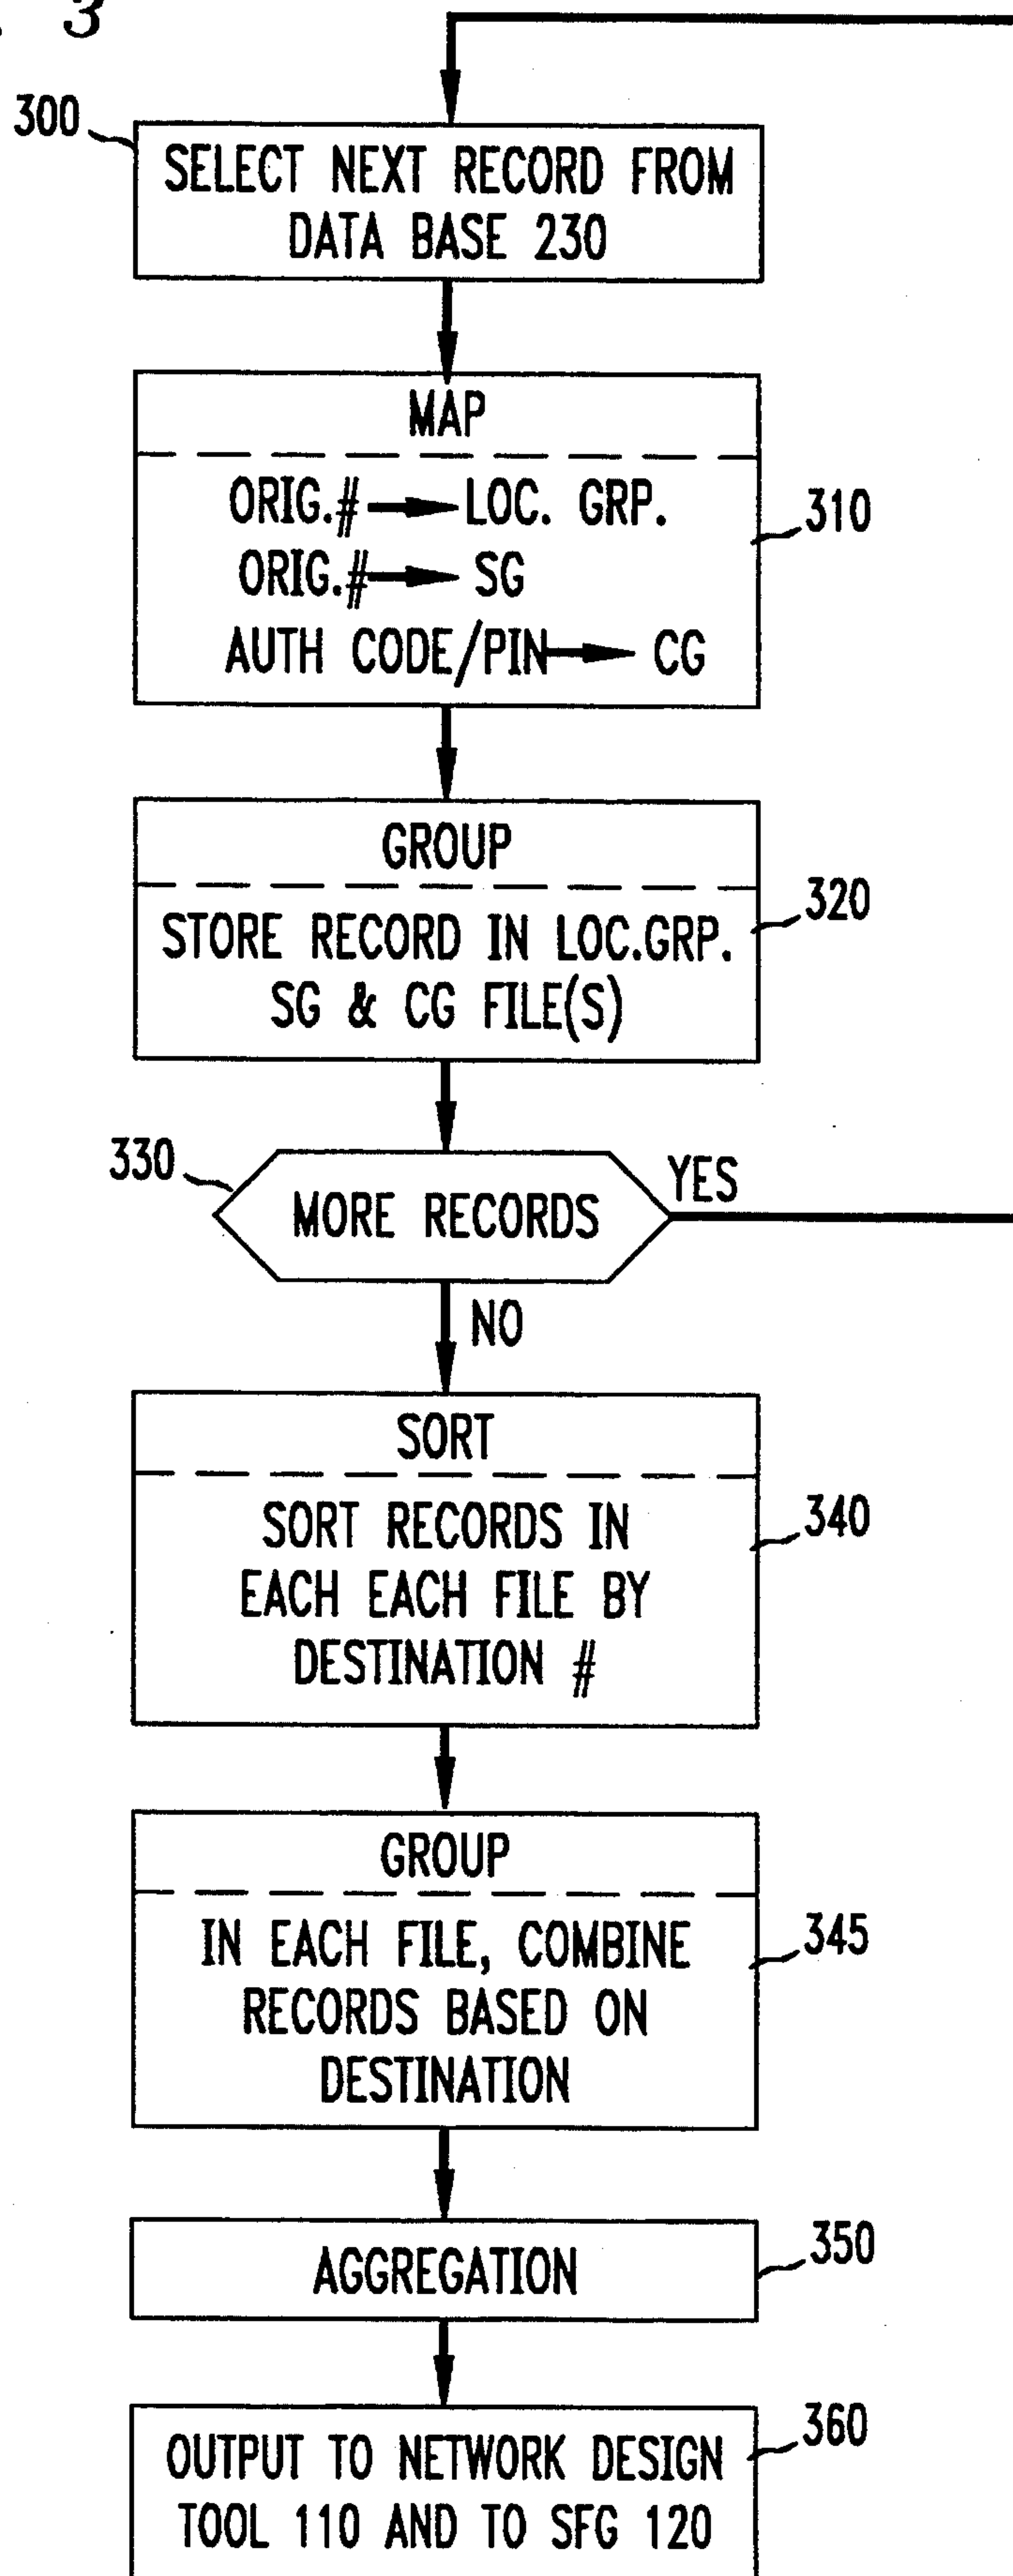 3
300
SELECT NEXT RECORD FROM
DATA BASE 230
MAP
ORIG.# → LOC. GRP.
ORIG.# → SG
AUTH CODE/PIN → CG
310
GROUP
STORE RECORD IN LOC.GRP.
SG & CG FILE(S)
320
330
MORE RECORDS
YES
NO
SORT
SORT RECORDS IN
EACH EACH FILE BY
DESTINATION #
340
GROUP
IN EACH FILE, COMBINE
RECORDS BASED ON
DESTINATION
345
AGGREGATION
350
OUTPUT TO NETWORK DESIGN
TOOL 110 AND TO SFG 120
360